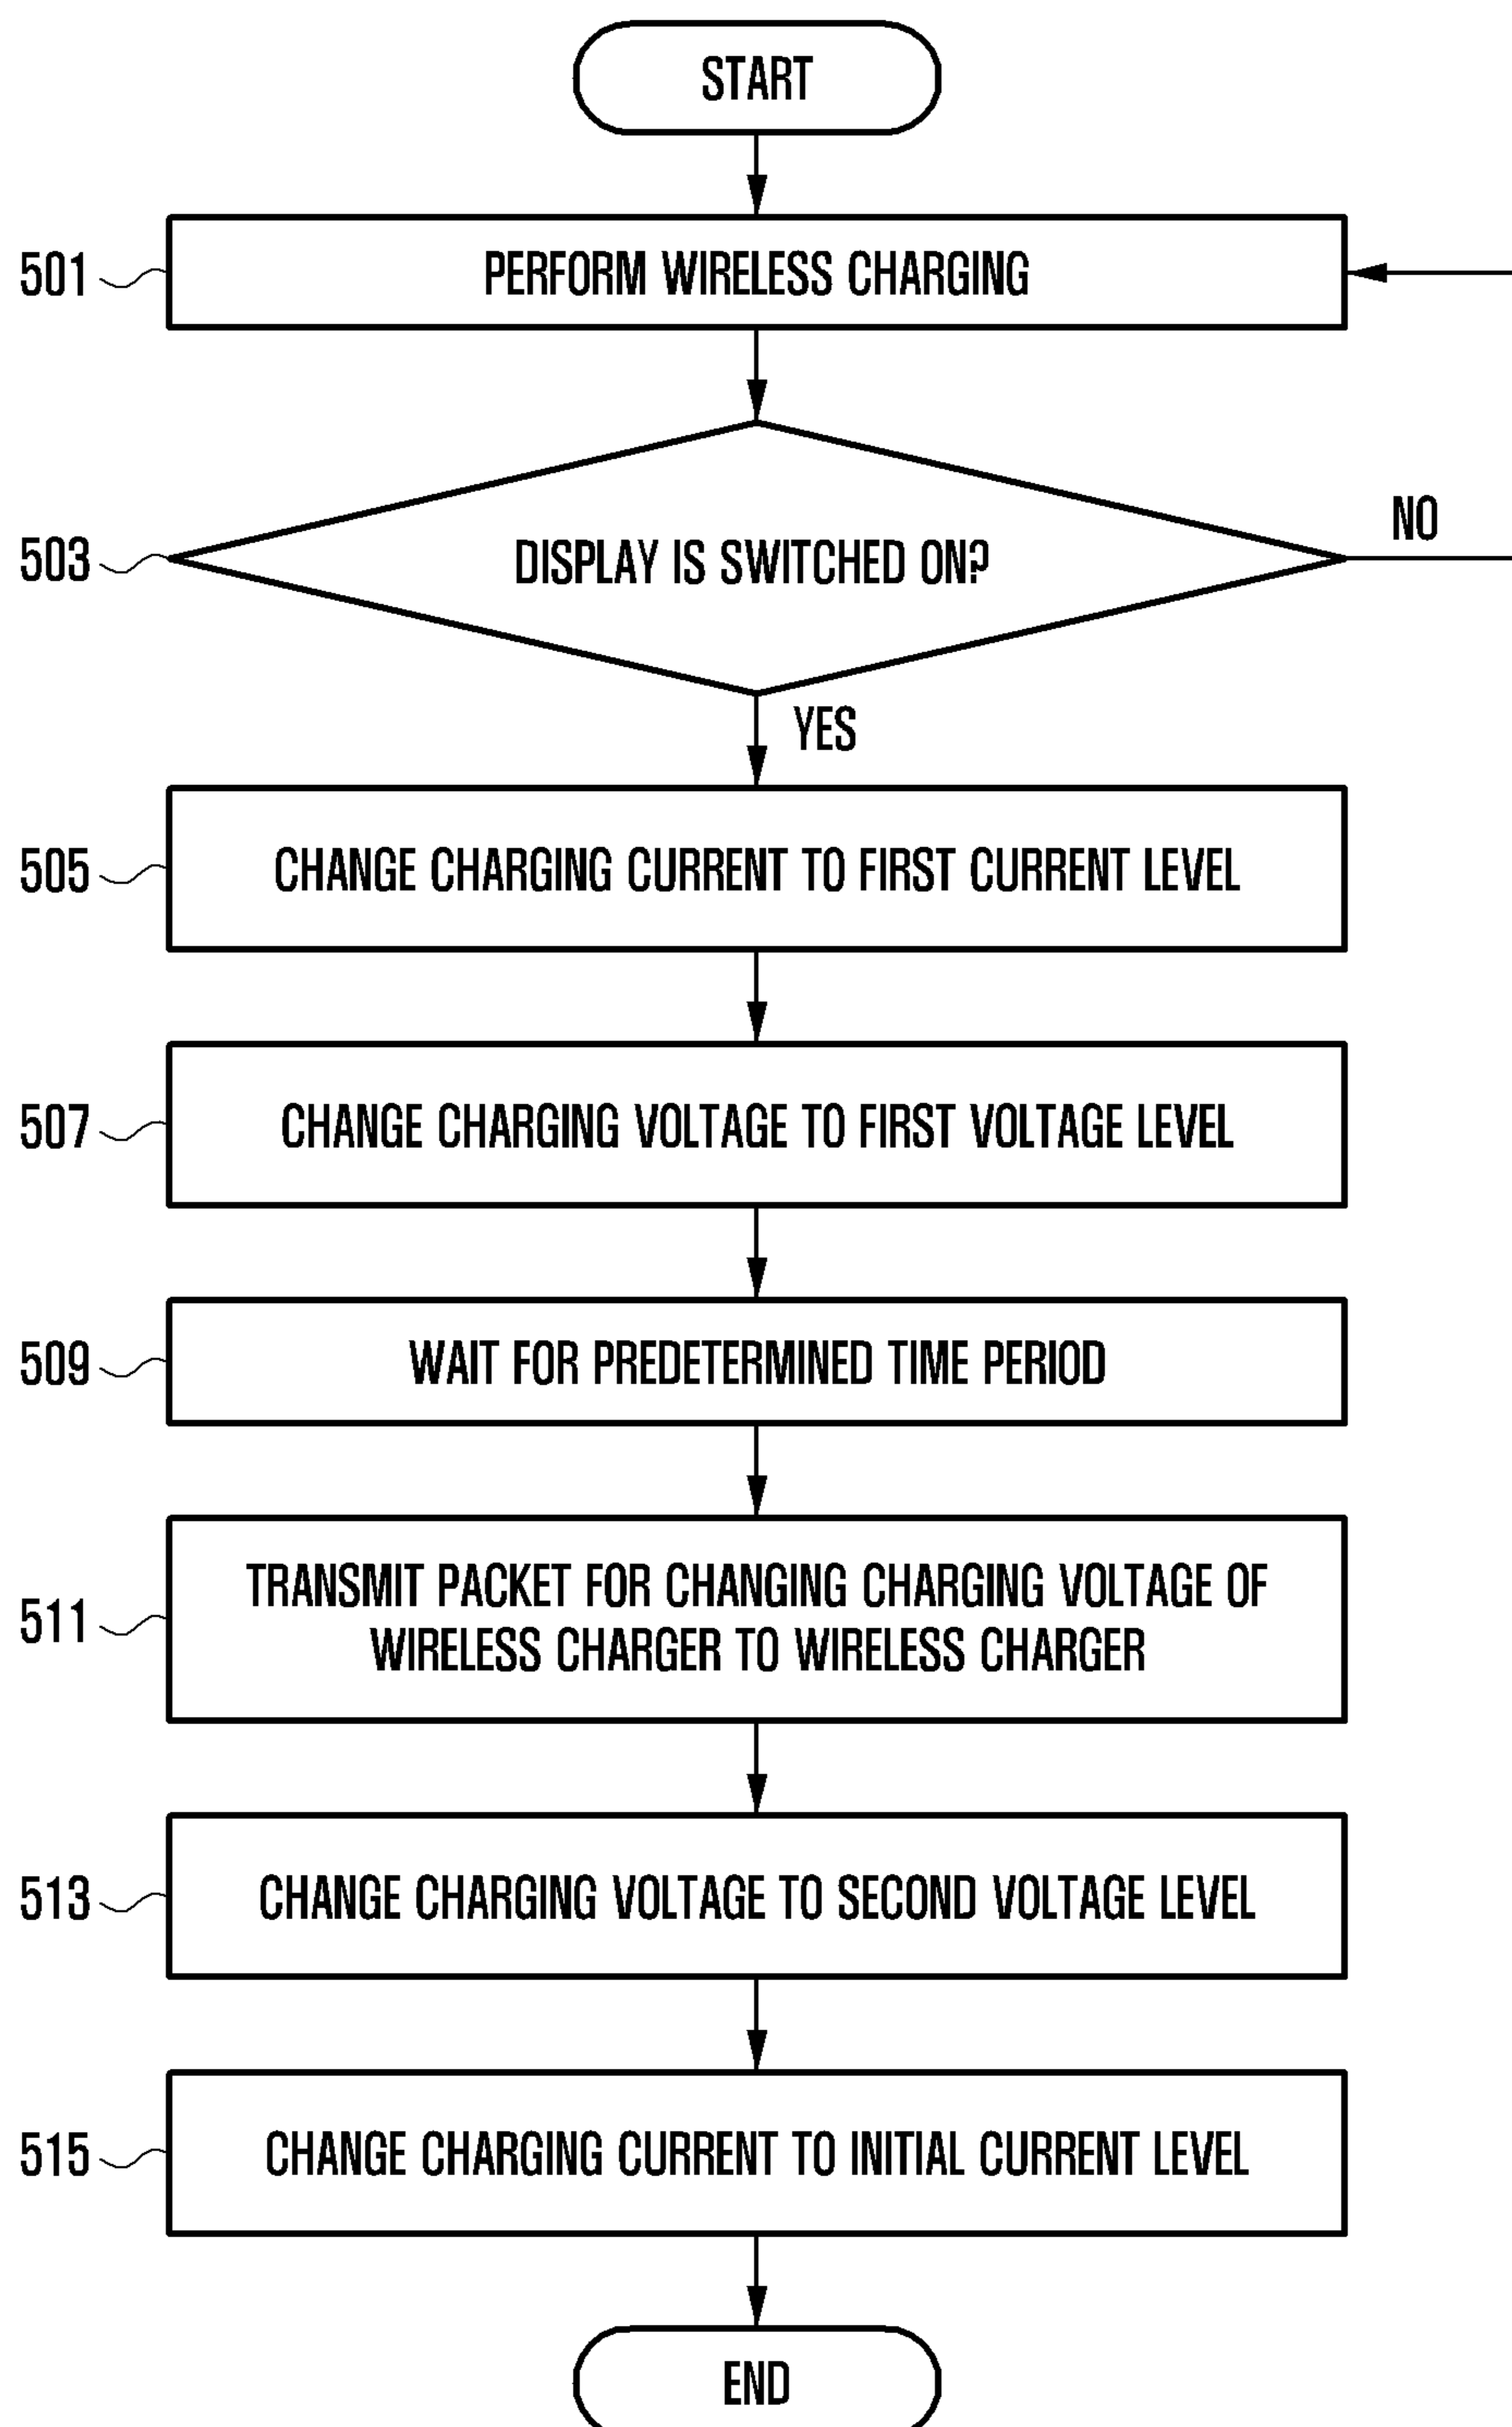 START
501
PERFORM WIRELESS CHARGING
503
DISPLAY IS SWITCHED ON?
NO
YES
505
CHANGE CHARGING CURRENT TO FIRST CURRENT LEVEL
507
CHANGE CHARGING VOLTAGE TO FIRST VOLTAGE LEVEL
509
WAIT FOR PREDETERMINED TIME PERIOD
511
TRANSMIT PACKET FOR CHANGING CHARGING VOLTAGE OF
WIRELESS CHARGER TO WIRELESS CHARGER
513
CHANGE CHARGING VOLTAGE TO SECOND VOLTAGE LEVEL
515
CHANGE CHARGING CURRENT TO INITIAL CURRENT LEVEL
END